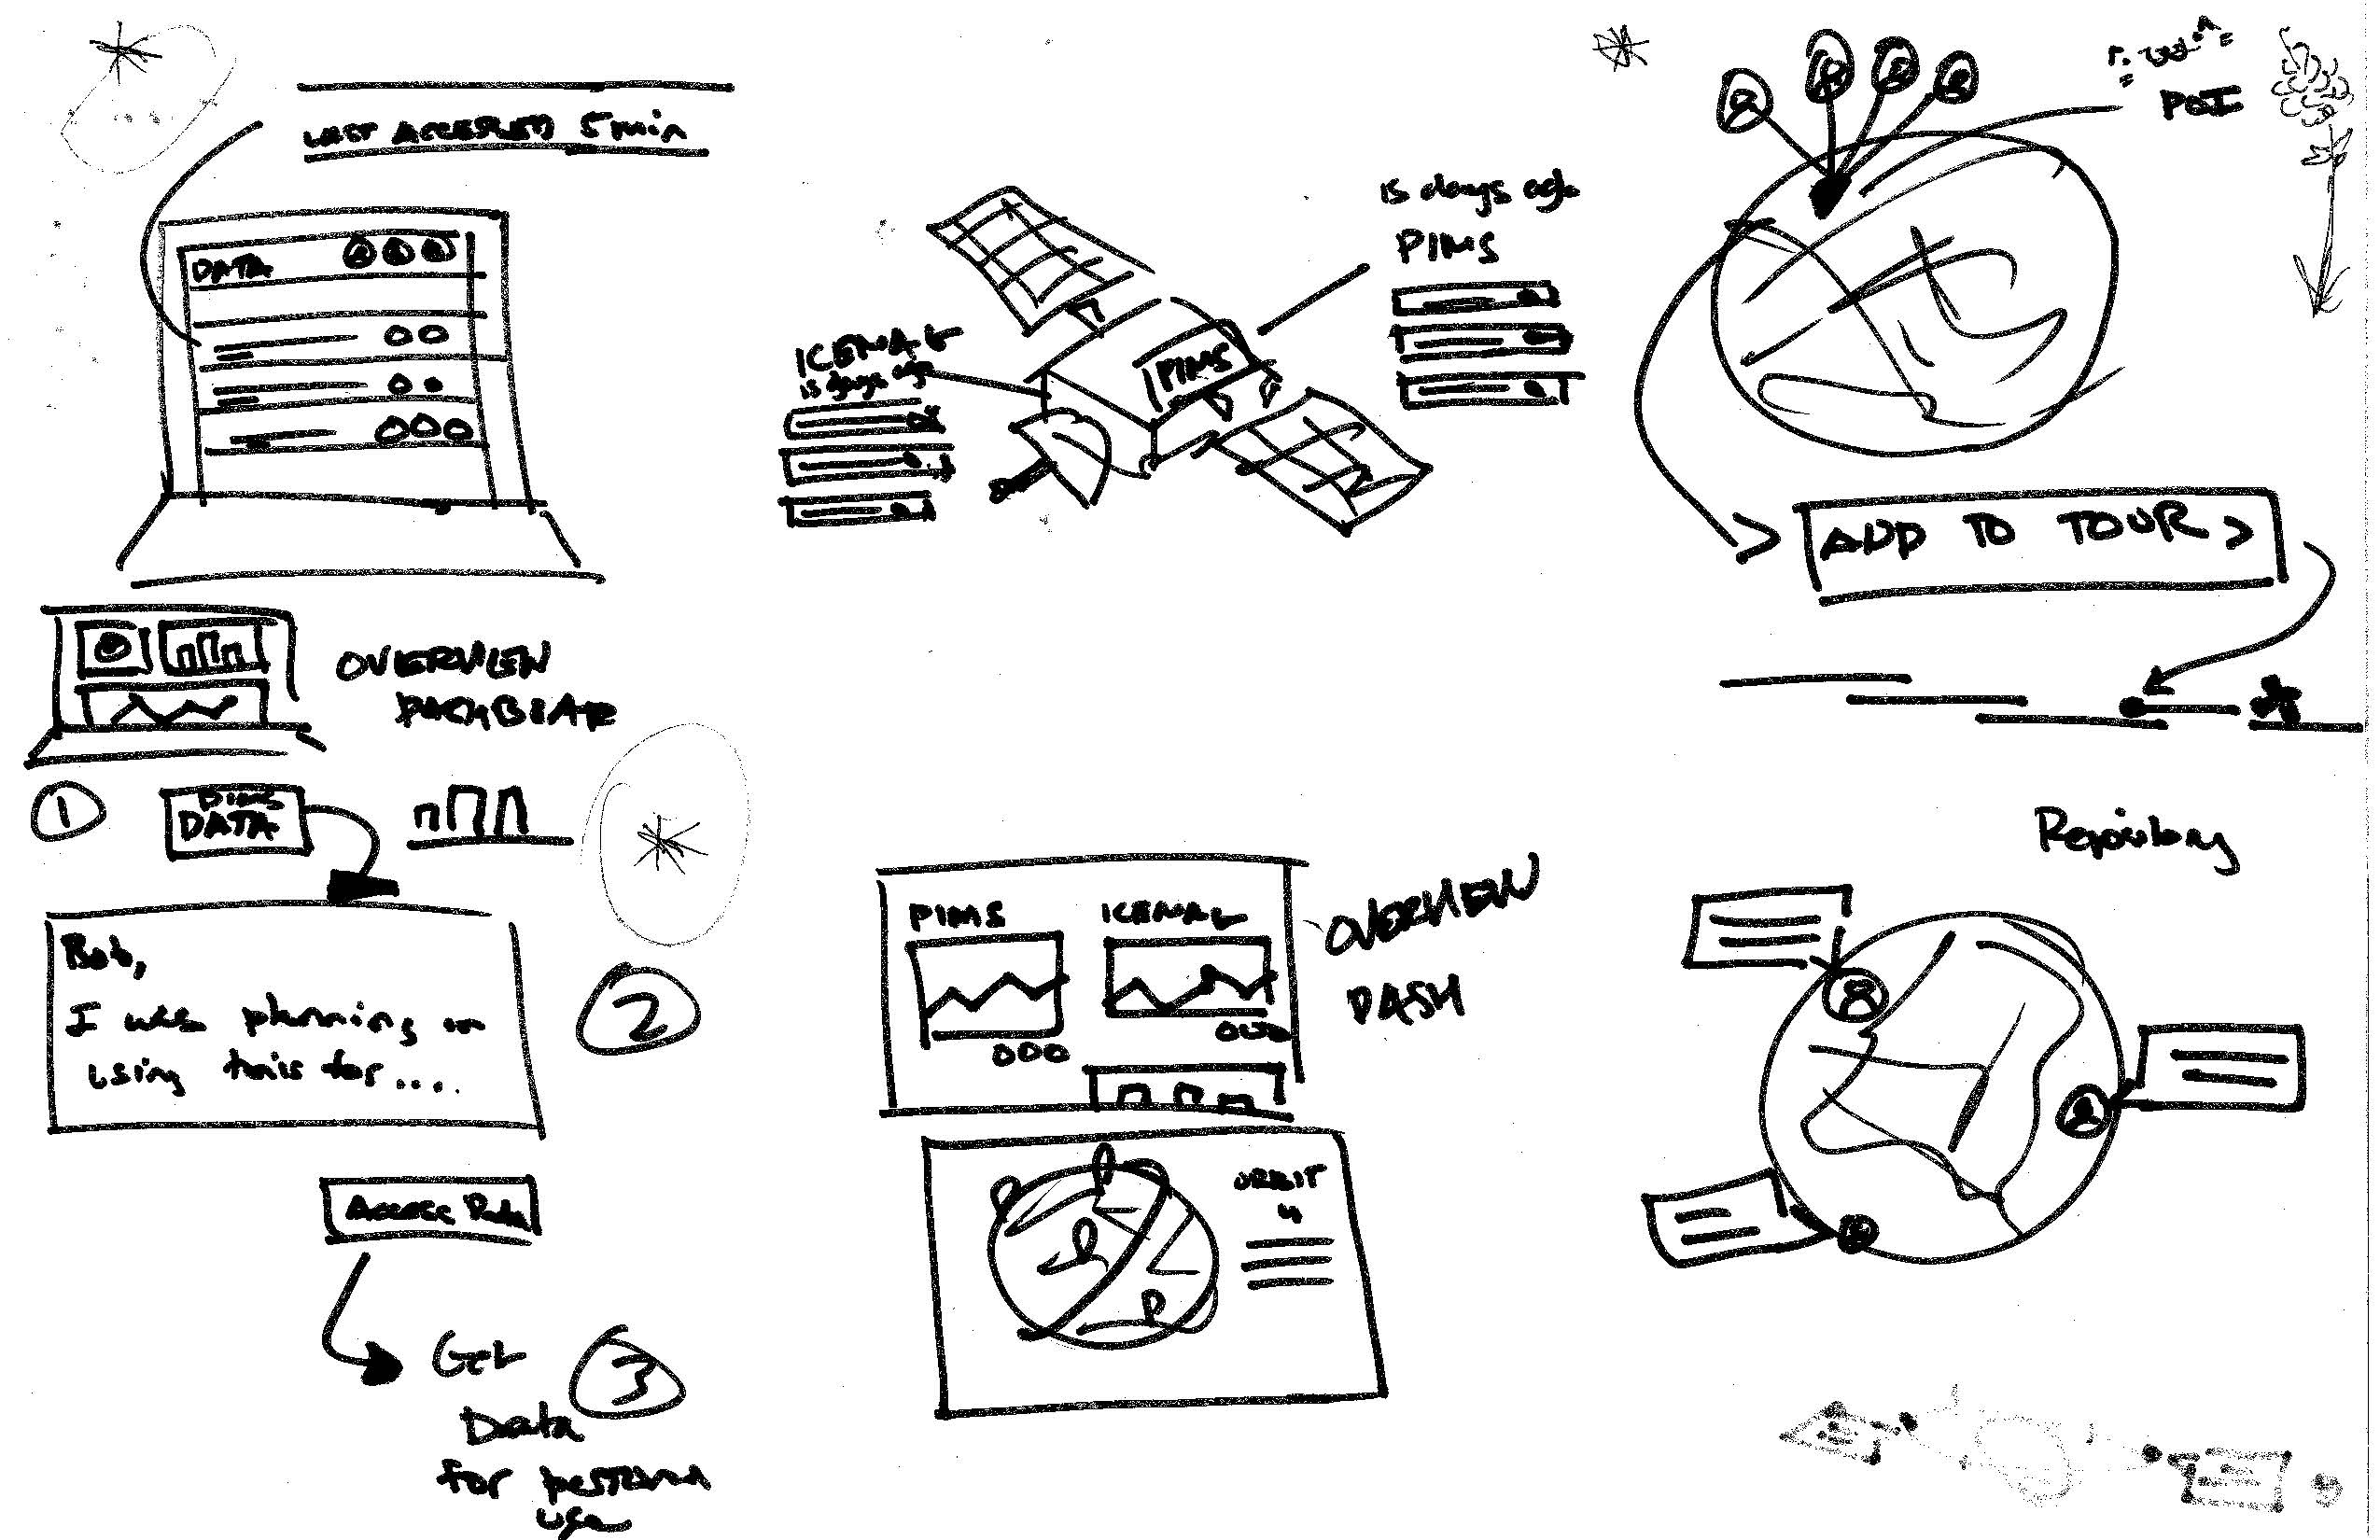 LAST ACCESSED 5 min
DATA
OVERVIEW
DASHBOAR
1
PIMS
DATA
Bob,
I was planning on
using this for....
2
Access Data
Get
3
Data
for personal
use
ICEMAG
15 days ago
PIMS
15 days ago
PIMS
PIMS
ICEMAG
OVERVIEW
DASH
ORBIT
4
POI
ADD TO TOUR >
Repository